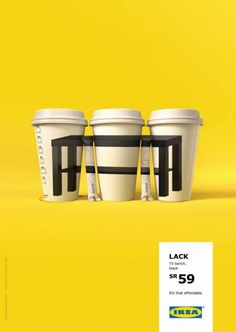 LACK
TV bench,
black
SR 59
It's that affordable.
IKEA